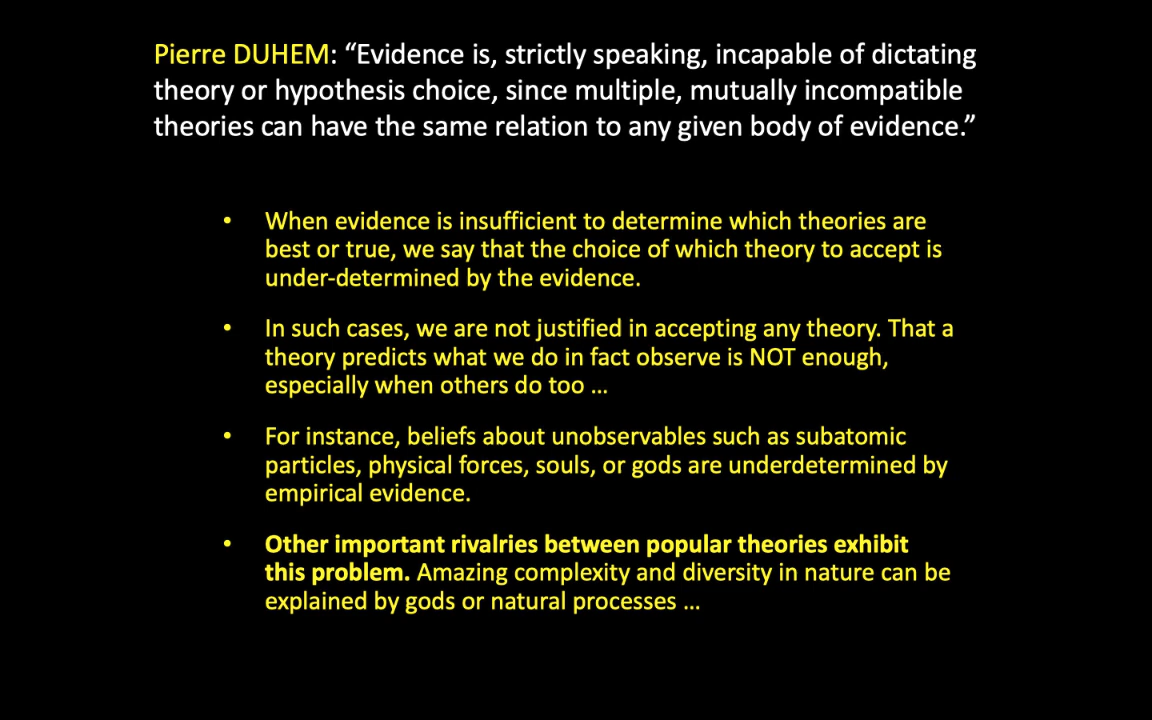 Pierre DUHEM: “Evidence is, strictly speaking, incapable of dictating
theory or hypothesis choice, since multiple, mutually incompatible
theories can have the same relation to any given body of evidence.”
• When evidence is insufficient to determine which theories are
best or true, we say that the choice of which theory to accept is
under-determined by the evidence.
• In such cases, we are not justified in accepting any theory. That a
theory predicts what we do in fact observe is NOT enough,
especially when others do too …
• For instance, beliefs about unobservables such as subatomic
particles, physical forces, souls, or gods are underdetermined by
empirical evidence.
• Other important rivalries between popular theories exhibit
this problem. Amazing complexity and diversity in nature can be
explained by gods or natural processes …